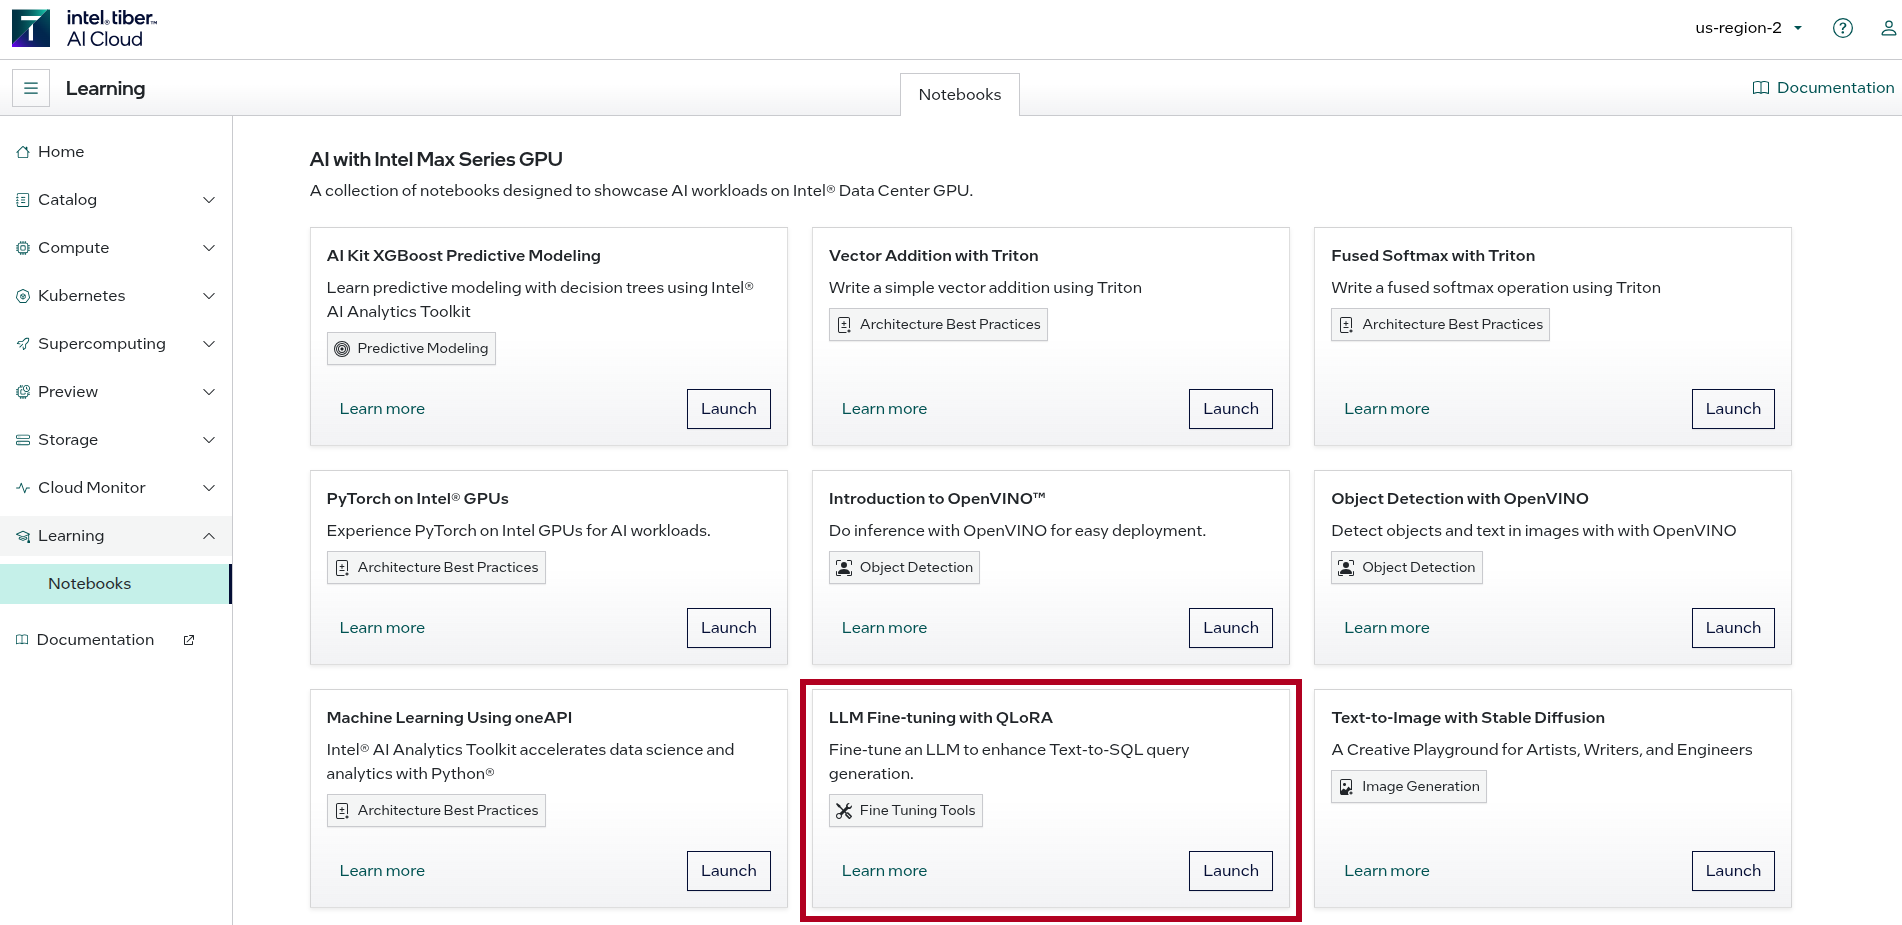 intel. tiber™
AI Cloud
us-region-2
Learning
Notebooks
Documentation
Home
Catalog
Compute
Kubernetes
Supercomputing
Preview
Storage
Cloud Monitor
Learning
Notebooks
Documentation
AI with Intel Max Series GPU
A collection of notebooks designed to showcase AI workloads on Intel® Data Center GPU.
AI Kit XGBoost Predictive Modeling
Learn predictive modeling with decision trees using Intel®
AI Analytics Toolkit
Predictive Modeling
Learn more
Launch
Vector Addition with Triton
Write a simple vector addition using Triton
Architecture Best Practices
Learn more
Launch
Fused Softmax with Triton
Write a fused softmax operation using Triton
Architecture Best Practices
Learn more
Launch
PyTorch on Intel® GPUs
Experience PyTorch on Intel GPUs for AI workloads.
Architecture Best Practices
Learn more
Launch
Introduction to OpenVINO™
Do inference with OpenVINO for easy deployment.
Object Detection
Learn more
Launch
Object Detection with OpenVINO
Detect objects and text in images with with OpenVINO
Object Detection
Learn more
Launch
Machine Learning Using oneAPI
Intel® AI Analytics Toolkit accelerates data science and
analytics with Python®
Architecture Best Practices
Learn more
Launch
LLM Fine-tuning with QLoRA
Fine-tune an LLM to enhance Text-to-SQL query
generation.
Fine Tuning Tools
Learn more
Launch
Text-to-Image with Stable Diffusion
A Creative Playground for Artists, Writers, and Engineers
Image Generation
Learn more
Launch